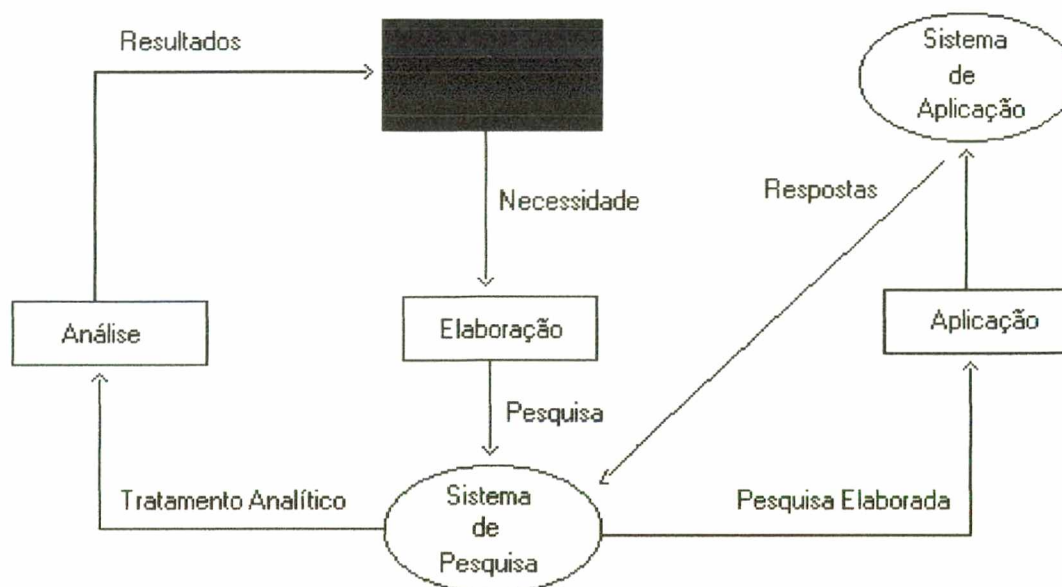 Resultados
Sistema
de
Aplicação
Necessidade
Respostas
Análise
Elaboração
Aplicação
Pesquisa
Tratamento Analítico
Sistema
de
Pesquisa
Pesquisa Elaborada